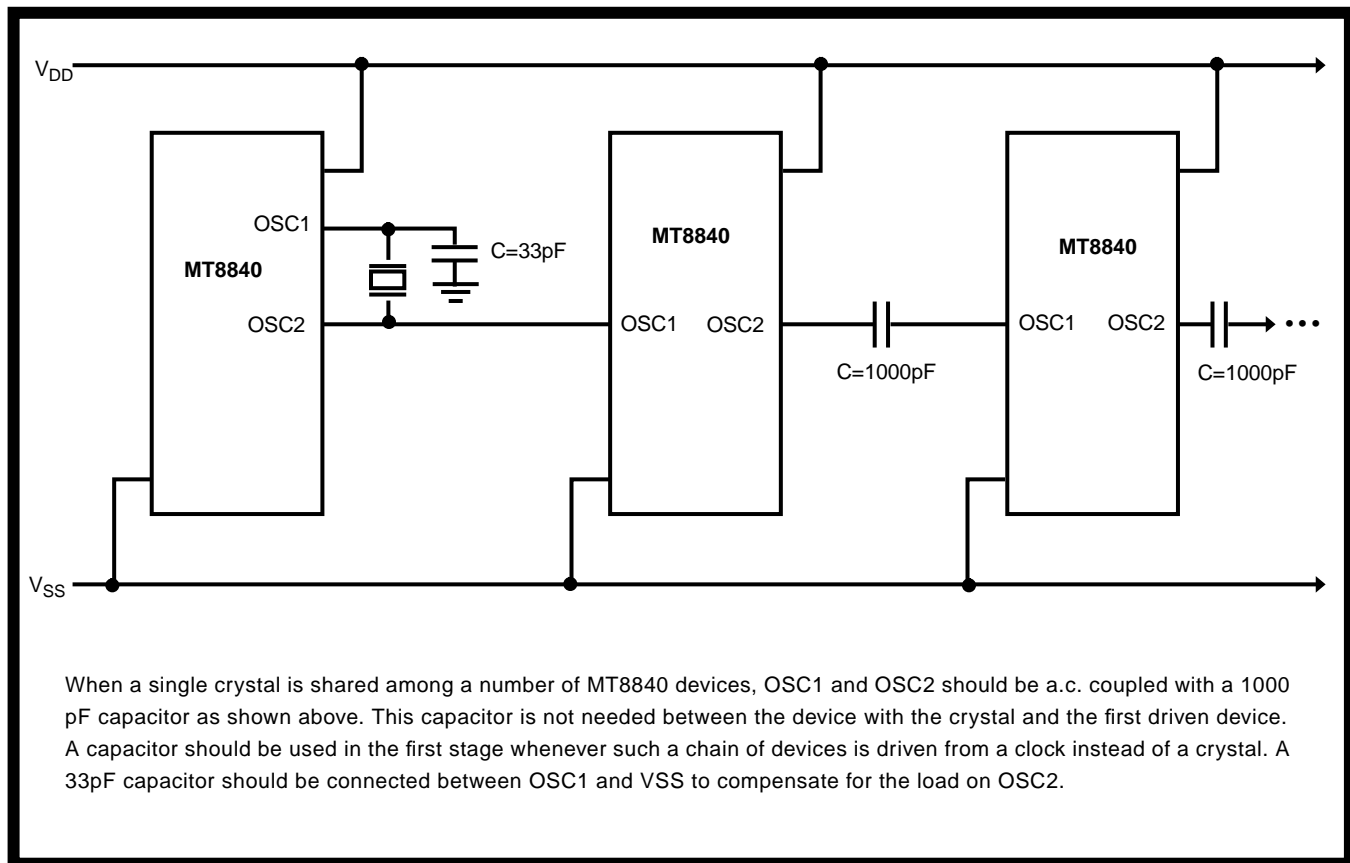 VDD
OSC1
MT8840
C=33pF
OSC2
MT8840
OSC1 OSC2
C=1000pF
MT8840
OSC1 OSC2
C=1000pF
VSS
When a single crystal is shared among a number of MT8840 devices, OSC1 and OSC2 should be a.c. coupled with a 1000
pF capacitor as shown above. This capacitor is not needed between the device with the crystal and the first driven device.
A capacitor should be used in the first stage whenever such a chain of devices is driven from a clock instead of a crystal. A
33pF capacitor should be connected between OSC1 and VSS to compensate for the load on OSC2.